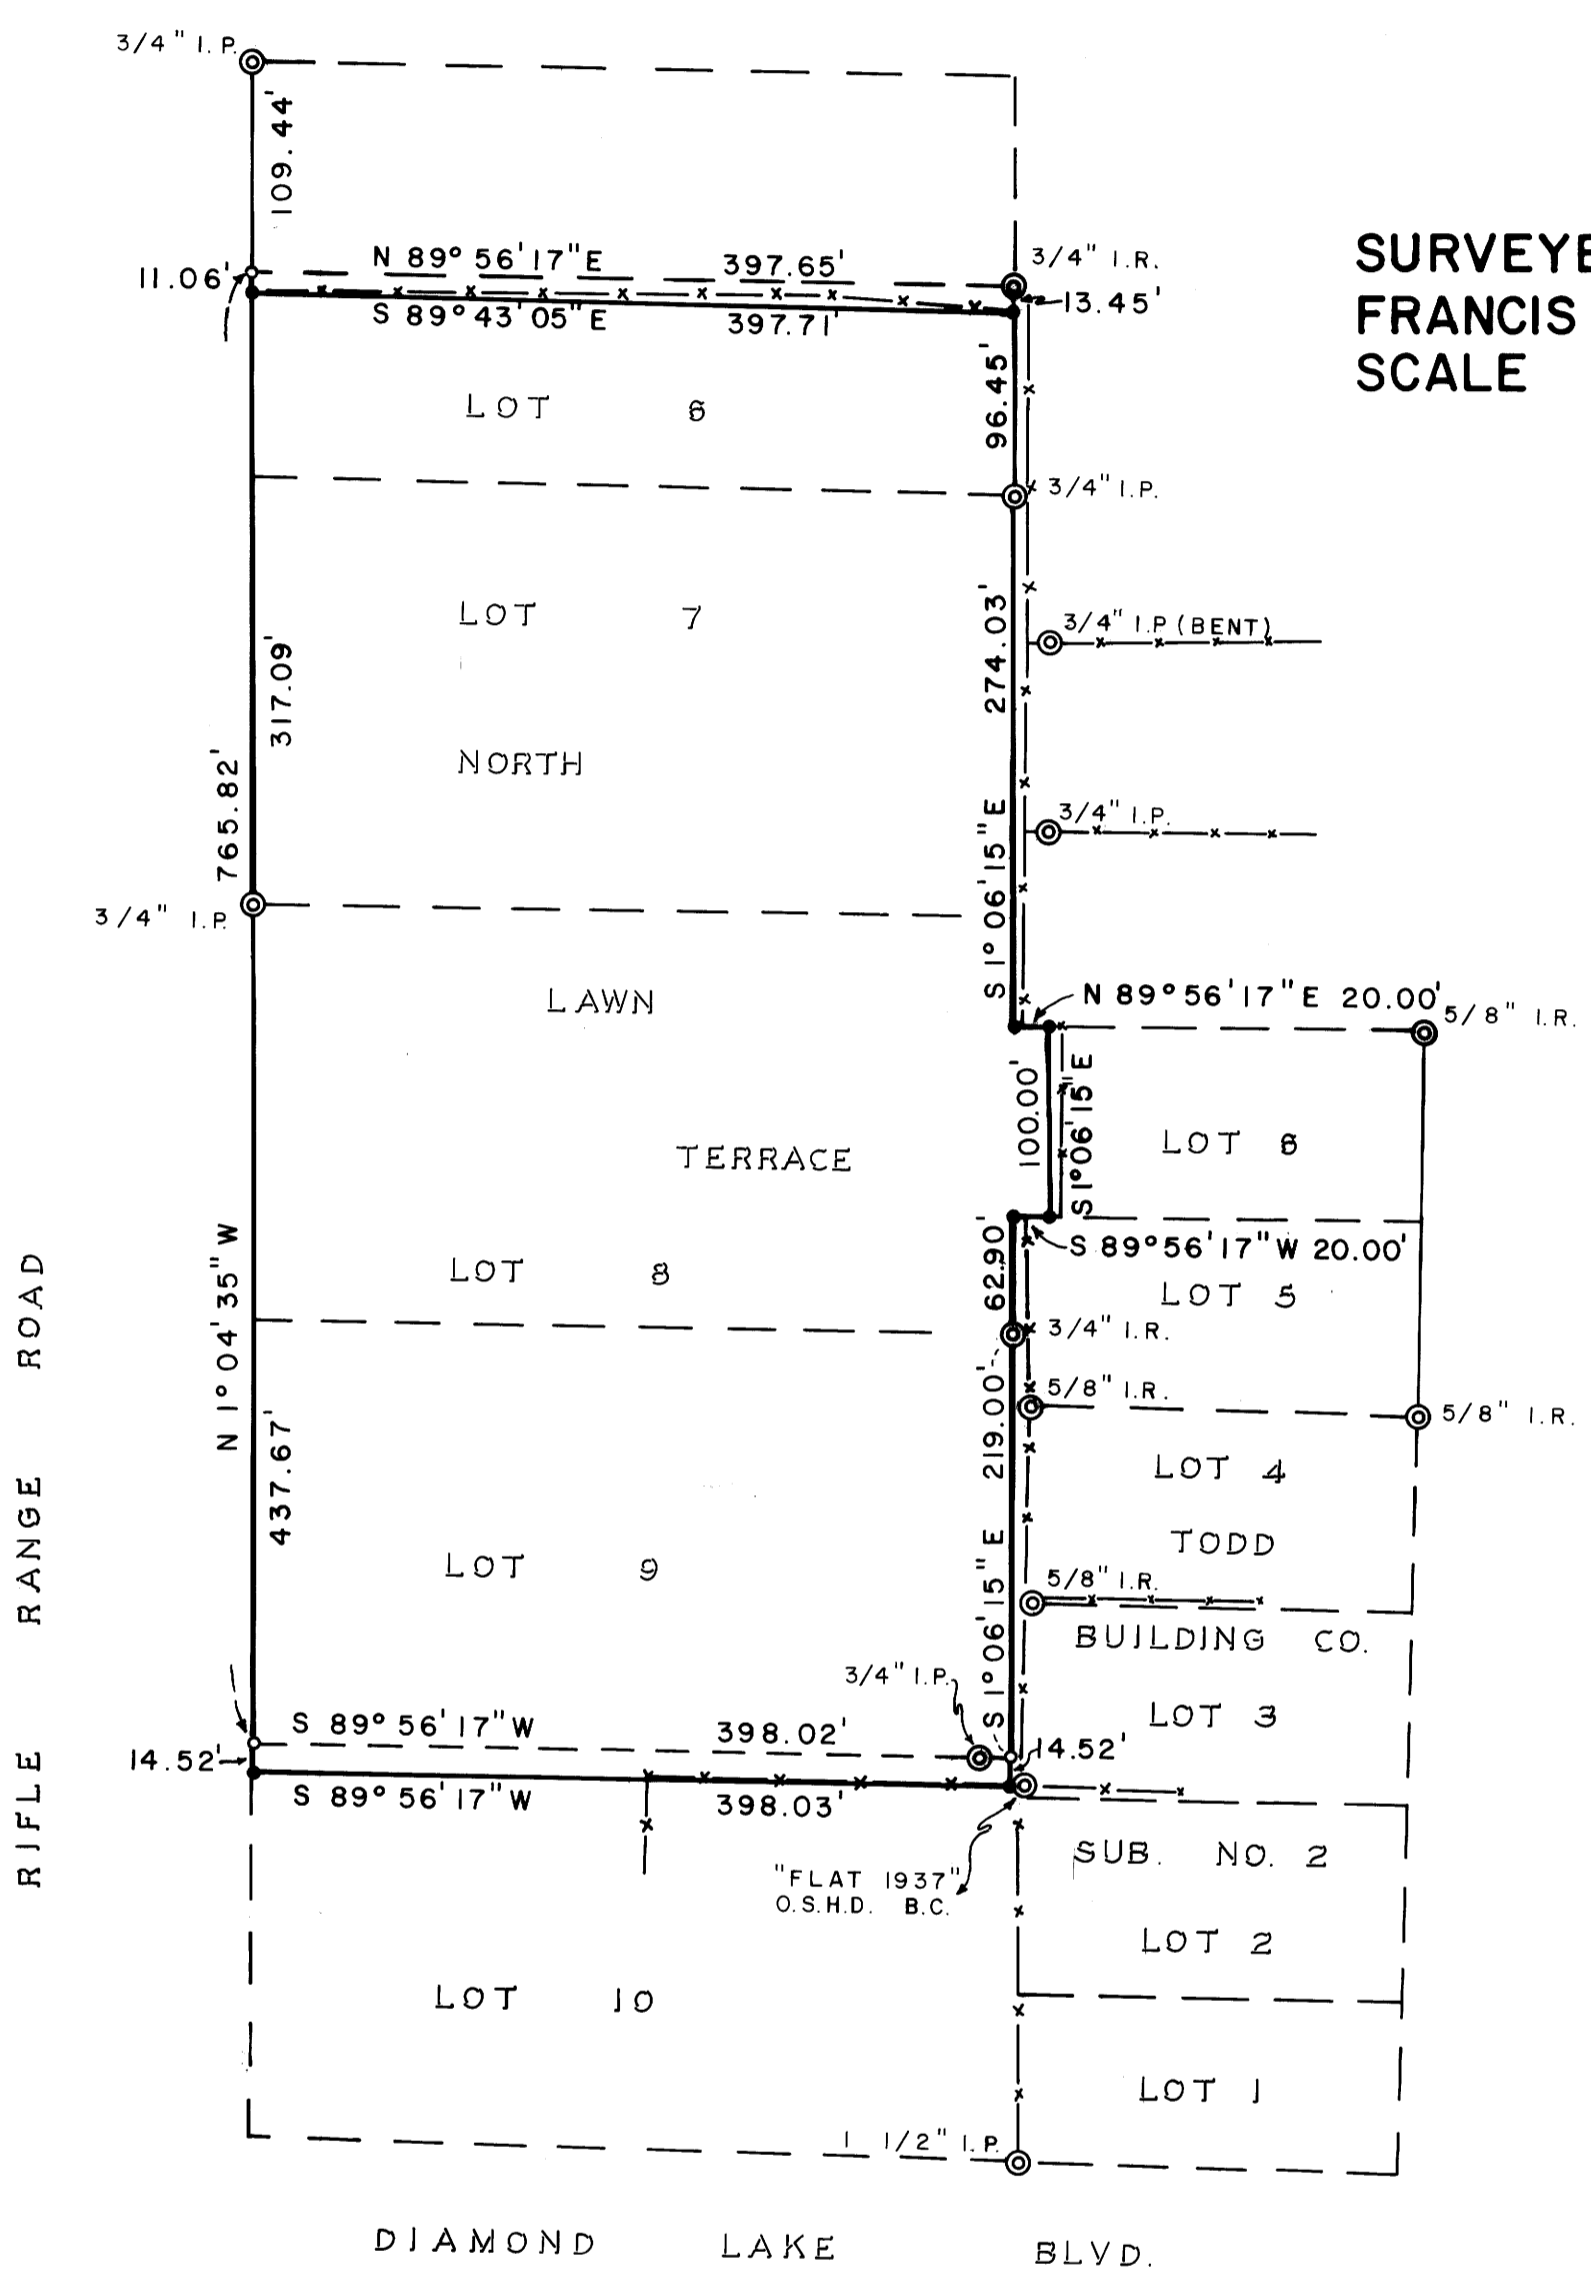 3/4" I.P.
109.44'
SURVEYE
FRANCIS
SCALE
N 89° 56' 17" E 397.65'
3/4" I.R.
11.06'
13.45'
S 89° 43' 05" E 397.71'
96.45'
LOT 6
3/4" I.P.
274.03'
LOT 7
3/4" I.P (BENT)
317.09'
765.82'
NORTH
3/4" I.P.
S 1° 06' 15" E
3/4" I.P.
LAWN
N 89° 56' 17" E 20.00'
5/8" I.R.
100.00'
S 1° 06' 15" E
LOT 6
TERRACE
62.90'
S 89° 56' 17" W 20.00'
LOT 8
LOT 5
N 1° 04' 35" W
3/4" I.R.
219.00'
5/8" I.R.
5/8" I.R.
437.67'
LOT 4
TODD
LOT 9
5/8" I.R.
S 1° 06' 15" E
BUILDING CO.
3/4" I.P.
LOT 3
S 89° 56' 17" W 398.02'
14.52'
14.52'
S 89° 56' 17" W 398.03'
"FLAT 1937"
O.S.H.D. B.C.
SUB. NO. 2
LOT 2
LOT 10
LOT 1
1 1/2" I.P.
RIFLE RANGE ROAD
DIAMOND LAKE BLVD.